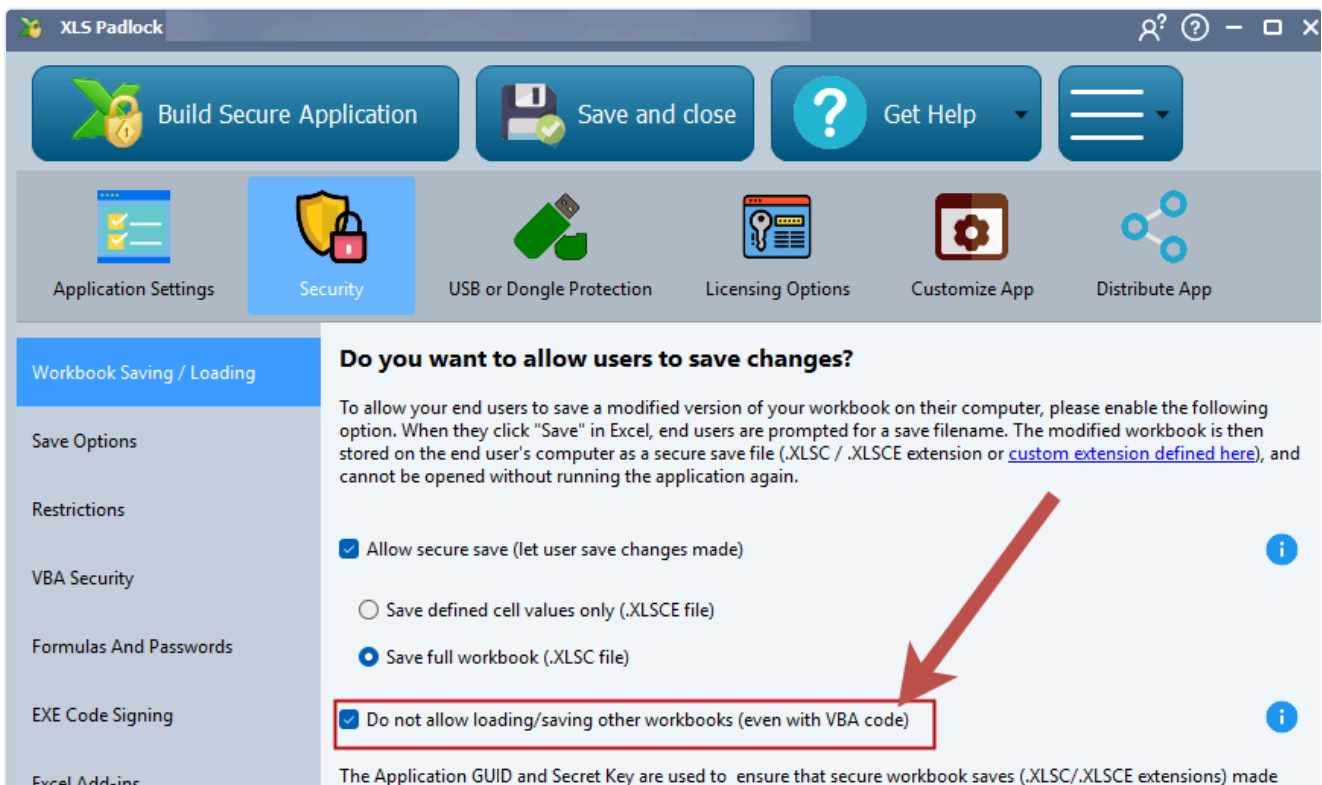 XLS Padlock
Build Secure Application
Save and close
Get Help
Application Settings
Security
USB or Dongle Protection
Licensing Options
Customize App
Distribute App
Workbook Saving / Loading
Save Options
Restrictions
VBA Security
Formulas And Passwords
EXE Code Signing
Excel Add-ins
Do you want to allow users to save changes?
To allow your end users to save a modified version of your workbook on their computer, please enable the following
option. When they click "Save" in Excel, end users are prompted for a save filename. The modified workbook is then
stored on the end user's computer as a secure save file (.XLSC / .XLSCE extension or custom extension defined here), and
cannot be opened without running the application again.
Allow secure save (let user save changes made)
Save defined cell values only (.XLSCE file)
Save full workbook (.XLSC file)
Do not allow loading/saving other workbooks (even with VBA code)
The Application GUID and Secret Key are used to ensure that secure workbook saves (.XLSC/.XLSCE extensions) made